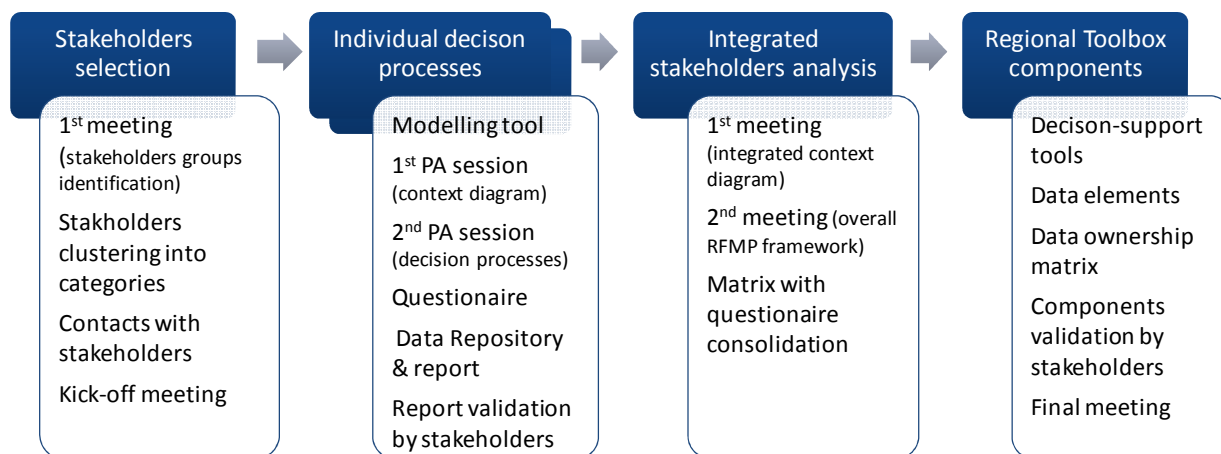 Stakeholders
selection
1st meeting
(stakeholders groups
identification)
Stakholders
clustering into
categories
Contacts with
stakeholders
Kick-off meeting
Individual decison
processes
Modelling tool
1st PA session
(context diagram)
2nd PA session
(decision processes)
Questionaire
Data Repository
& report
Report validation
by stakeholders
Integrated
stakeholders analysis
1st meeting
(integrated context
diagram)
2nd meeting (overall
RFMP framework)
Matrix with
questionaire
consolidation
Regional Toolbox
components
Decison-support
tools
Data elements
Data ownership
matrix
Components
validation by
stakeholders
Final meeting